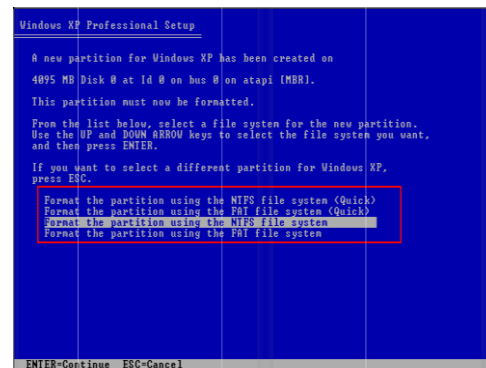 Windows XP Professional Setup
A new partition for Windows XP has been created on
4095 MB Disk 0 at Id 0 on bus 0 on atapi [MBR].
This partition must now be formatted.
From the list below, select a file system for the new partition.
Use the UP and DOWN ARROW keys to select the file system you want,
and then press ENTER.
If you want to select a different partition for Windows XP,
press ESC.
Format the partition using the NTFS file system (Quick)
Format the partition using the FAT file system (Quick)
Format the partition using the NTFS file system
Format the partition using the FAT file system
ENTER=Continue ESC=Cancel